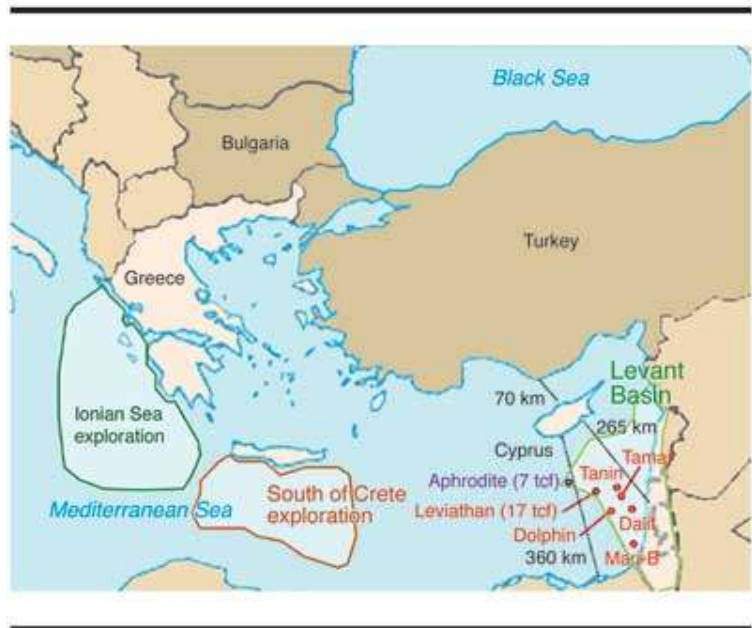 Black Sea
Bulgaria
Turkey
Greece
Levant
Basin
70 km
Ionian Sea
exploration
265 km
Cyprus
Tamar
Tanin
Aphrodite (7 tcf)
Mediterranean Sea
South of Crete
exploration
Leviathan (17 tcf)
Dalit
Dolphin
360 km
Mari-B